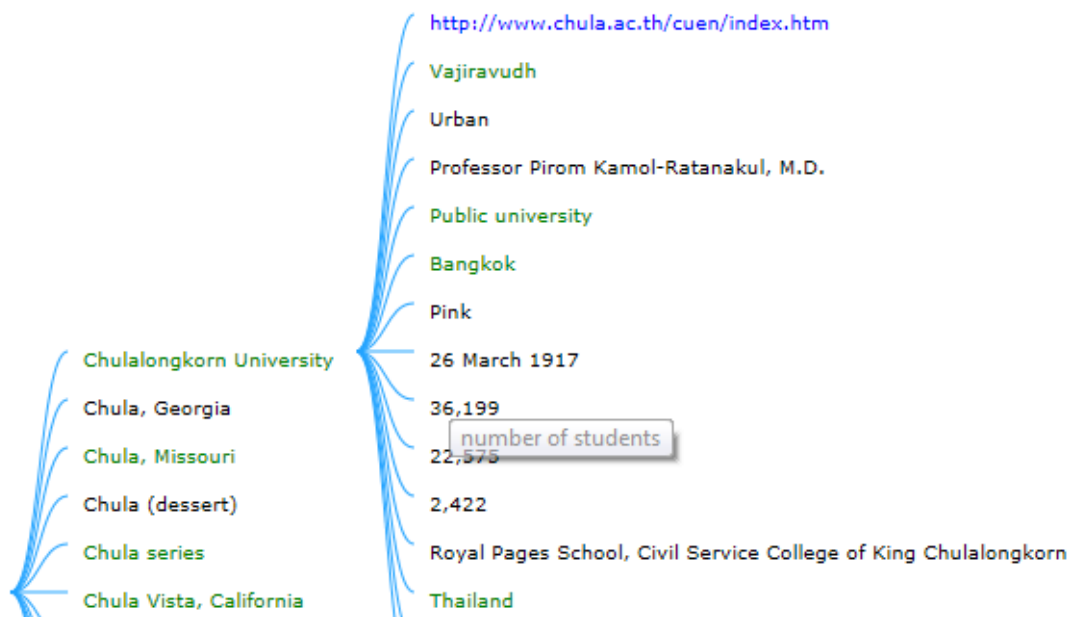 http://www.chula.ac.th/cuen/index.htm
Vajiravudh
Urban
Professor Pirom Kamol-Ratanakul, M.D.
Public university
Bangkok
Pink
26 March 1917
36,199
number of students
22,575
2,422
Royal Pages School, Civil Service College of King Chulalongkorn
Thailand
Chulalongkorn University
Chula, Georgia
Chula, Missouri
Chula (dessert)
Chula series
Chula Vista, California